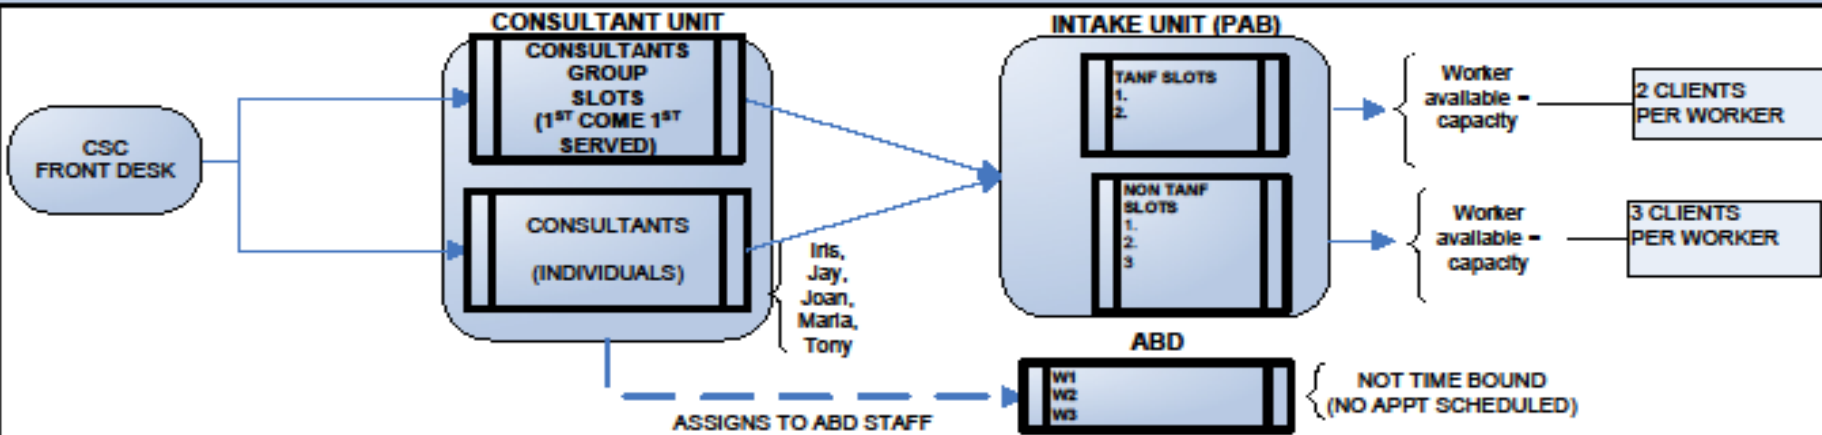 CONSULTANT UNIT
INTAKE UNIT (PAB)
CSC
FRONT DESK
CONSULTANTS
GROUP
SLOTS
(1ST COME 1ST
SERVED)
CONSULTANTS
(INDIVIDUALS)
Iris,
Jay,
Joan,
Maria,
Tony
TANF SLOTS
1.
2.
Worker
available =
capacity
2 CLIENTS
PER WORKER
NON TANF
SLOTS
1.
2.
3
Worker
available =
capacity
3 CLIENTS
PER WORKER
ASSIGNS TO ABD STAFF
ABD
W1
W2
W3
NOT TIME BOUND
(NO APPT SCHEDULED)